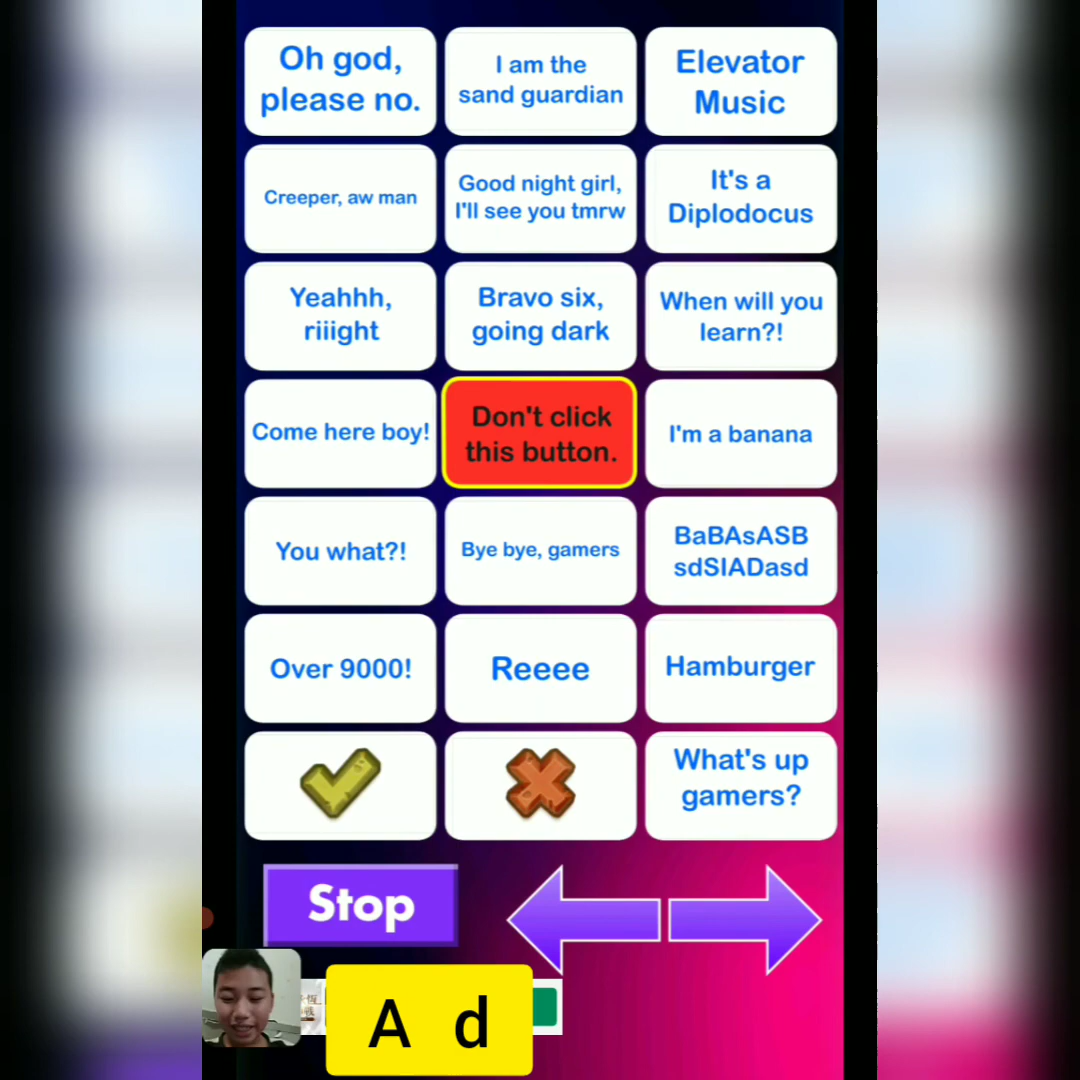 Oh god,
please no.
I am the
sand guardian
Elevator
Music
Creeper, aw man
Good night girl,
I'll see you tmrw
It's a
Diplodocus
Yeahhh,
riiight
Bravo six,
going dark
When will you
learn?!
Come here boy!
Don't click
this button.
I'm a banana
You what?!
Bye bye, gamers
BaBAsASB
sdSIADasd
Over 9000!
Reeee
Hamburger
What's up
gamers?
Stop
A d